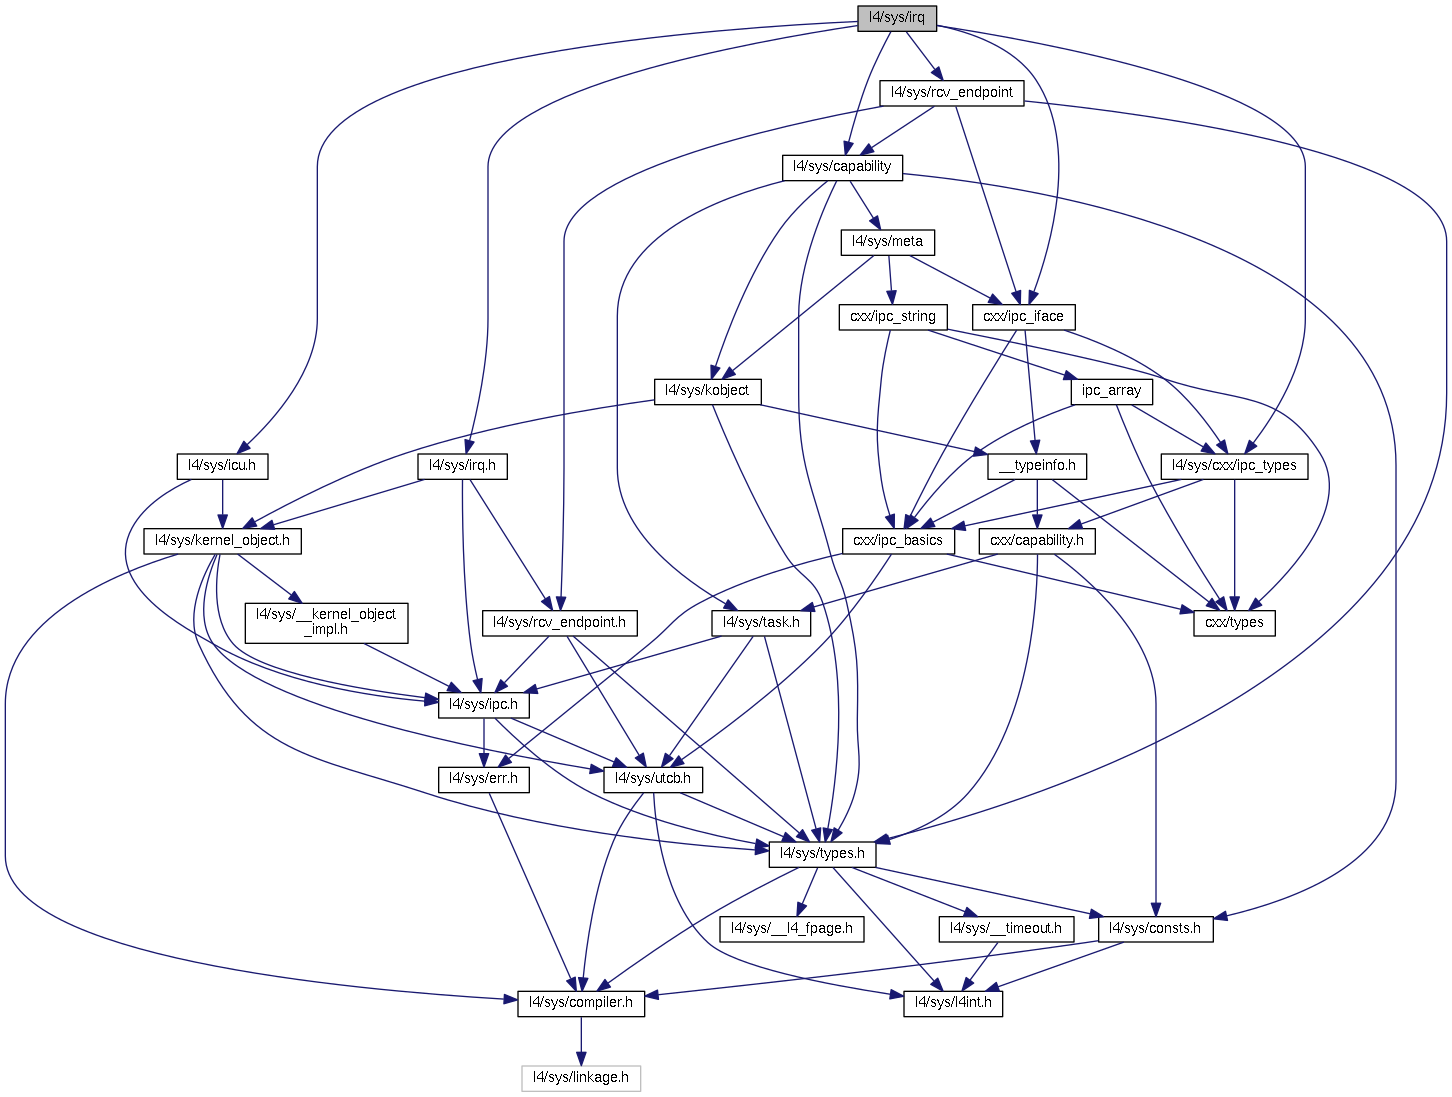 l4/sys/irq
l4/sys/rcv_endpoint
l4/sys/capability
l4/sys/meta
cxx/ipc_string
cxx/ipc_iface
l4/sys/kobject
ipc_array
l4/sys/icu.h
l4/sys/irq.h
__typeinfo.h
l4/sys/cxx/ipc_types
l4/sys/kernel_object.h
cxx/ipc_basics
cxx/capability.h
l4/sys/__kernel_object
_impl.h
l4/sys/rcv_endpoint.h
l4/sys/task.h
cxx/types
l4/sys/ipc.h
l4/sys/err.h
l4/sys/utcb.h
l4/sys/types.h
l4/sys/__l4_fpage.h
l4/sys/__timeout.h
l4/sys/consts.h
l4/sys/compiler.h
l4/sys/l4int.h
l4/sys/linkage.h